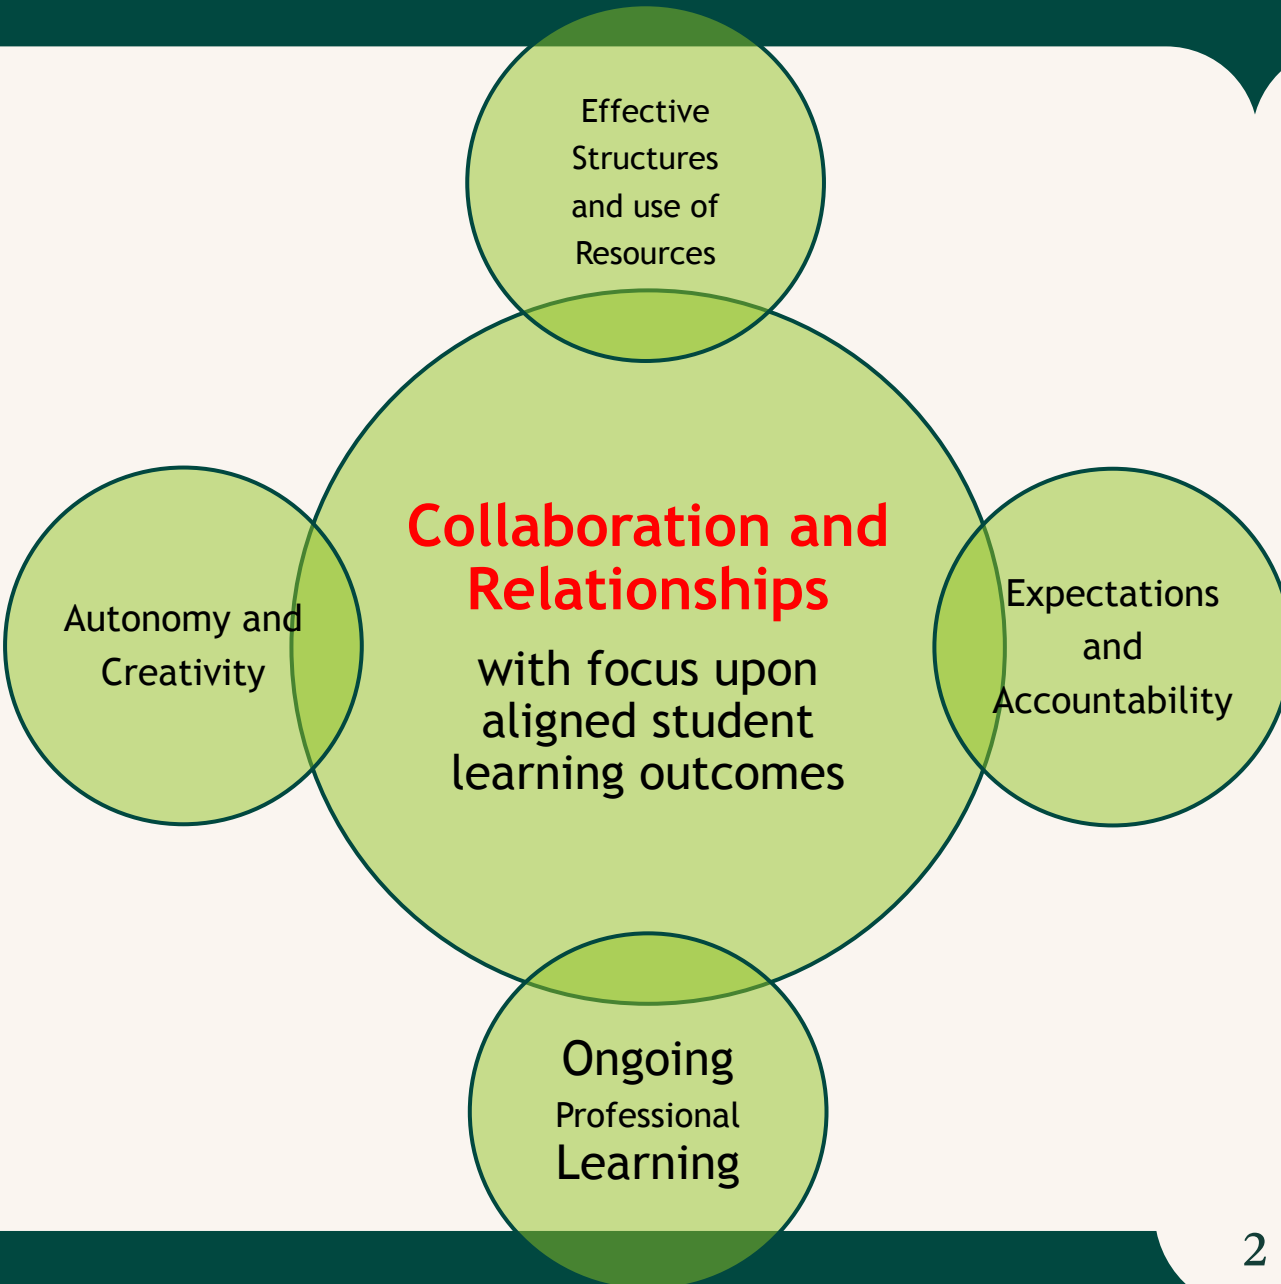 Effective
Structures
and use of
Resources
Collaboration and
Relationships
with focus upon
aligned student
learning outcomes
Autonomy and
Creativity
Expectations
and
Accountability
Ongoing
Professional
Learning
2